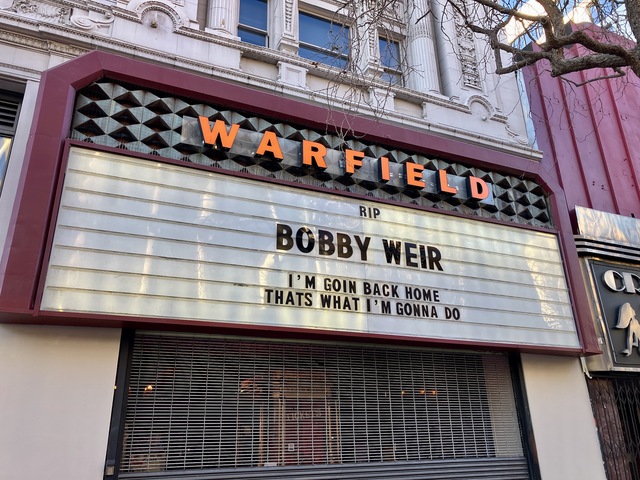 WARFIELD
RIP
BOBBY WEIR
I'M GOIN BACK HOME
THATS WHAT I'M GONNA DO